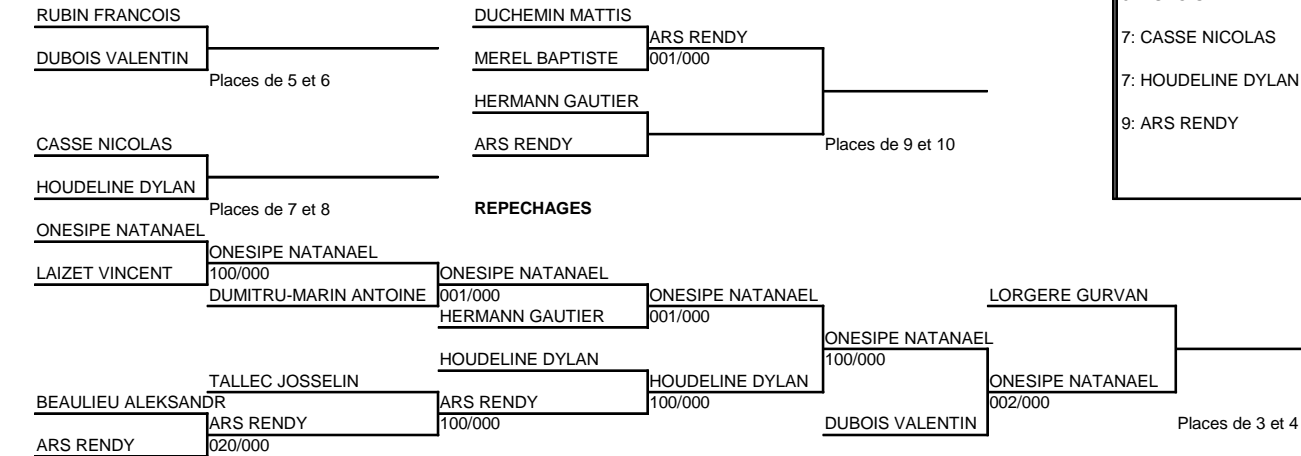 RUBIN FRANCOIS
DUBOIS VALENTIN
Places de 5 et 6
CASSE NICOLAS
HOUDELINE DYLAN
Places de 7 et 8
DUCHEMIN MATTIS
MEREL BAPTISTE
ARS RENDY
001/000
HERMANN GAUTIER
ARS RENDY
Places de 9 et 10
7: CASSE NICOLAS
7: HOUDELINE DYLAN
9: ARS RENDY
REPECHAGES
ONESIPE NATANAEL
LAIZET VINCENT
ONESIPE NATANAEL
100/000
DUMITRU-MARIN ANTOINE
ONESIPE NATANAEL
001/000
HERMANN GAUTIER
ONESIPE NATANAEL
001/000
HOUDELINE DYLAN
TALLEC JOSSELIN
BEAULIEU ALEKSANDR
ARS RENDY
ARS RENDY
020/000
ARS RENDY
100/000
HOUDELINE DYLAN
100/000
ONESIPE NATANAEL
100/000
DUBOIS VALENTIN
LORGERE GURVAN
ONESIPE NATANAEL
002/000
Places de 3 et 4